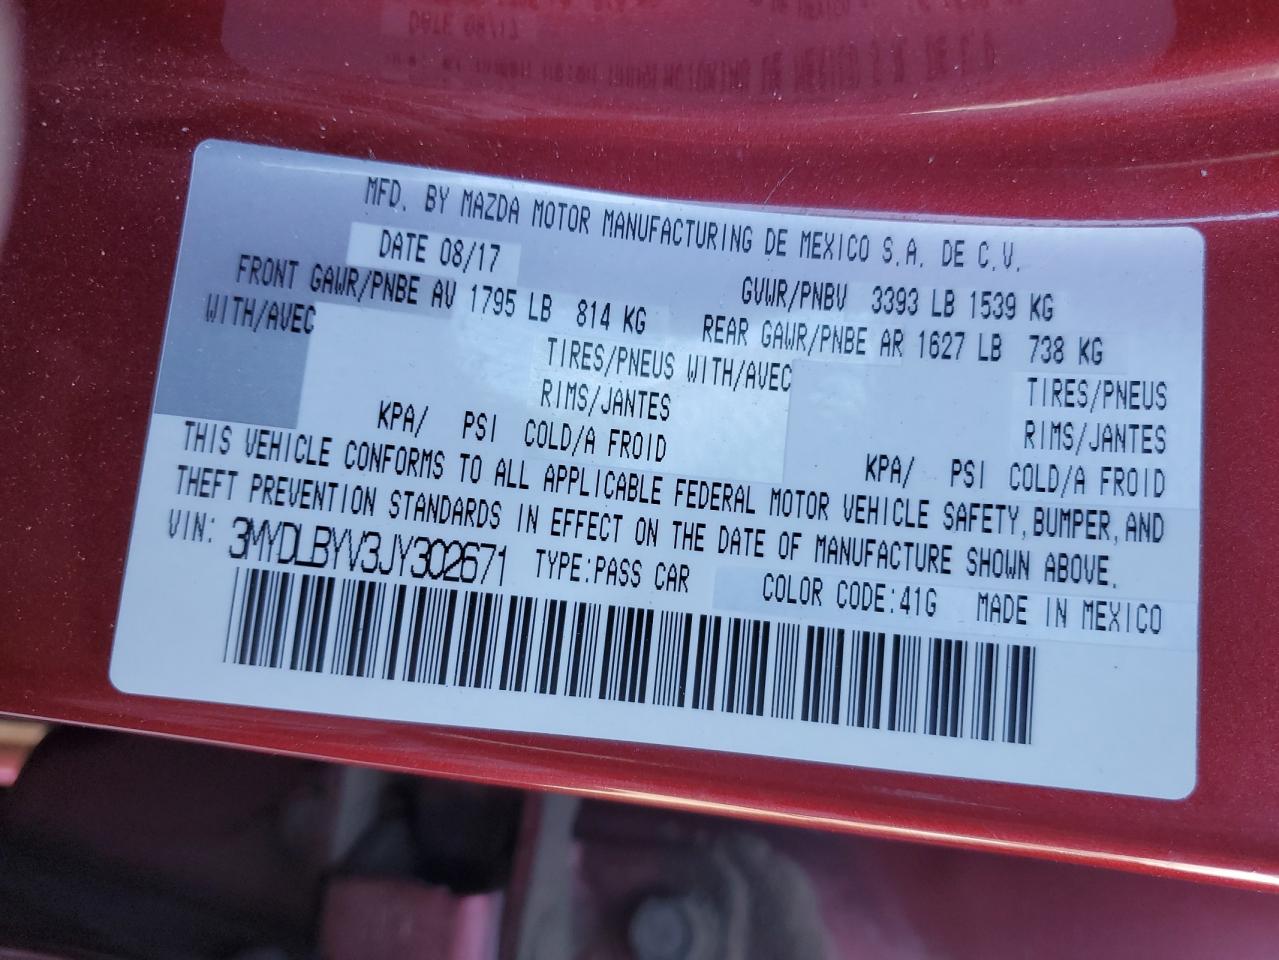 MFD. BY MAZDA MOTOR MANUFACTURING DE MEXICO S.A. DE C.V.
DATE 08/17 GVWR/PNBV 3393 LB 1539 KG
FRONT GAWR/PNBE AV 1795 LB 814 KG REAR GAWR/PNBE AR 1627 LB 738 KG
WITH/AVEC TIRES/PNEUS WITH/AVEC TIRES/PNEUS
RIMS/JANTES RIMS/JANTES
KPA/ PSI COLD/A FROID KPA/ PSI COLD/A FROID
THIS VEHICLE CONFORMS TO ALL APPLICABLE FEDERAL MOTOR VEHICLE SAFETY, BUMPER, AND
THEFT PREVENTION STANDARDS IN EFFECT ON THE DATE OF MANUFACTURE SHOWN ABOVE.
VIN: 3MYDLBYV3JY302671 TYPE:PASS CAR COLOR CODE:41G MADE IN MEXICO